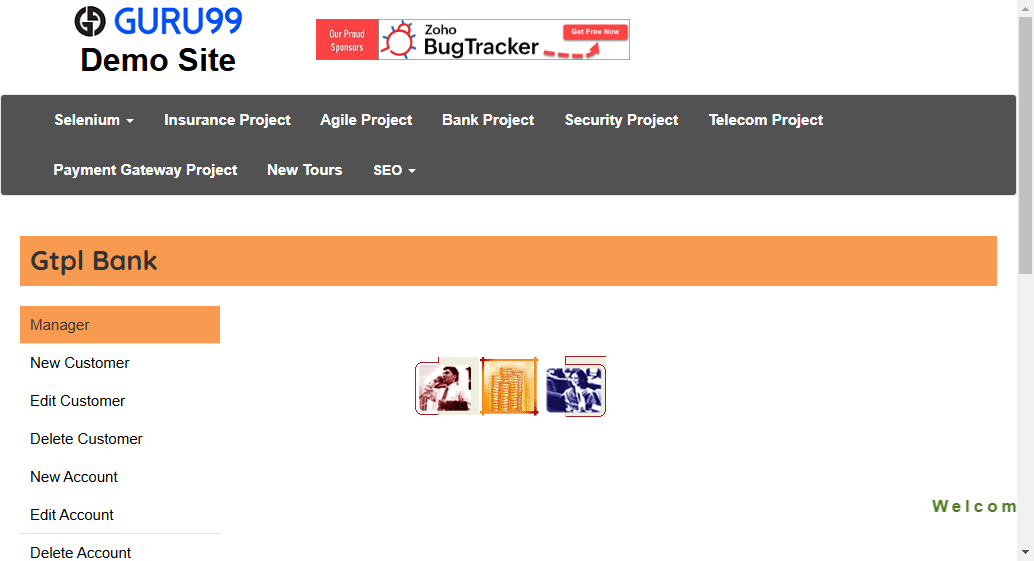 GURU99
Demo Site
Our Proud
Sponsors
Zoho
BugTracker
Get Free Now
Selenium
Insurance Project
Agile Project
Bank Project
Security Project
Telecom Project
Payment Gateway Project
New Tours
SEO
Gtpl Bank
Manager
New Customer
Edit Customer
Delete Customer
New Account
Edit Account
Welcom
Delete Account